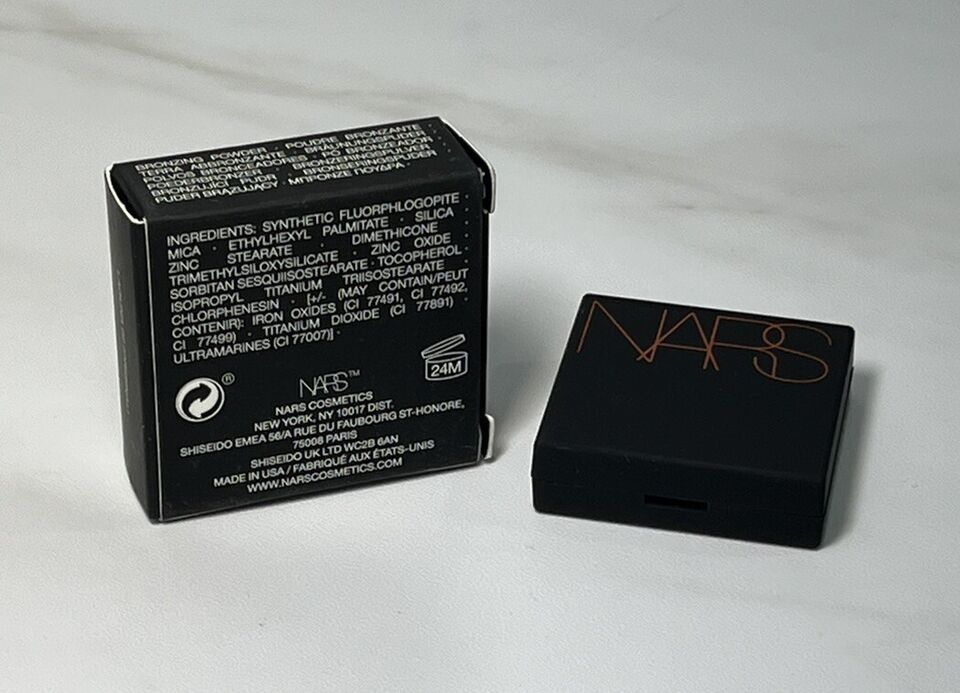 BRONZING POWDER · POUDRE BRONZANTE ·
TERRA ABBRONZANTE · BRÄUNUNGSPUDER ·
POLVOS BRONCEADORES · PÓ BRONZEADOR ·
POEDERBRONZER · BRONZERINGSPULVER ·
BRONZUJÍCÍ PUDR · BRONSERINGSPUDER ·
PUDER BRĄZUJĄCY · ΜΠΡΟΝΖΕ ΠΟΥΔΡΑ ·
INGREDIENTS: SYNTHETIC FLUORPHLOGOPITE ·
MICA · ETHYLHEXYL PALMITATE · SILICA ·
ZINC STEARATE · DIMETHICONE ·
TRIMETHYLSILOXYSILICATE · ZINC OXIDE ·
SORBITAN SESQUIISOSTEARATE · TOCOPHEROL ·
ISOPROPYL TITANIUM TRIISOSTEARATE ·
CHLORPHENESIN · [+/- (MAY CONTAIN/PEUT
CONTENIR): IRON OXIDES (CI 77491, CI 77492,
CI 77499) · TITANIUM DIOXIDE (CI 77891) ·
ULTRAMARINES (CI 77007)] ·
24M
®
NARS™
NARS COSMETICS
NEW YORK, NY 10017 DIST.
SHISEIDO EMEA 56/A RUE DU FAUBOURG ST-HONORE,
75008 PARIS
SHISEIDO UK LTD WC2B 6AN
MADE IN USA / FABRIQUÉ AUX ÉTATS-UNIS
WWW.NARSCOSMETICS.COM
NARS